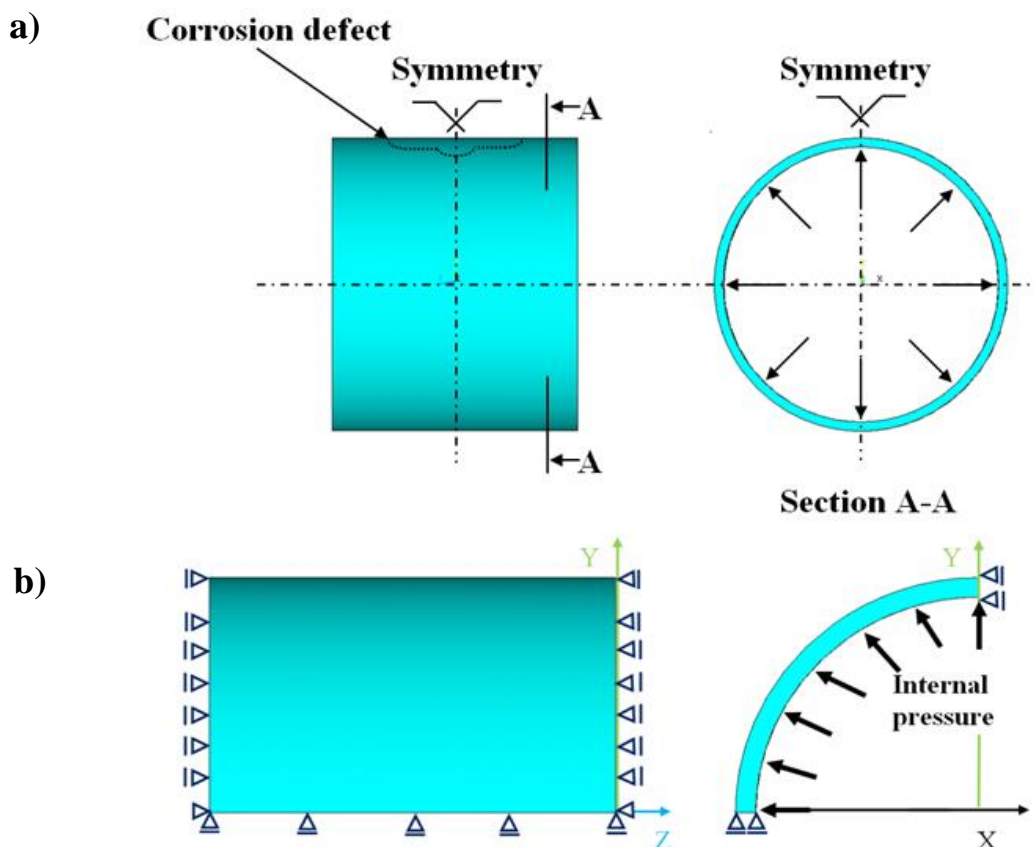 a)
Corrosion defect
Symmetry
A
A
Symmetry
x
Section A-A
b)
Y
Z
Y
Internal
pressure
X